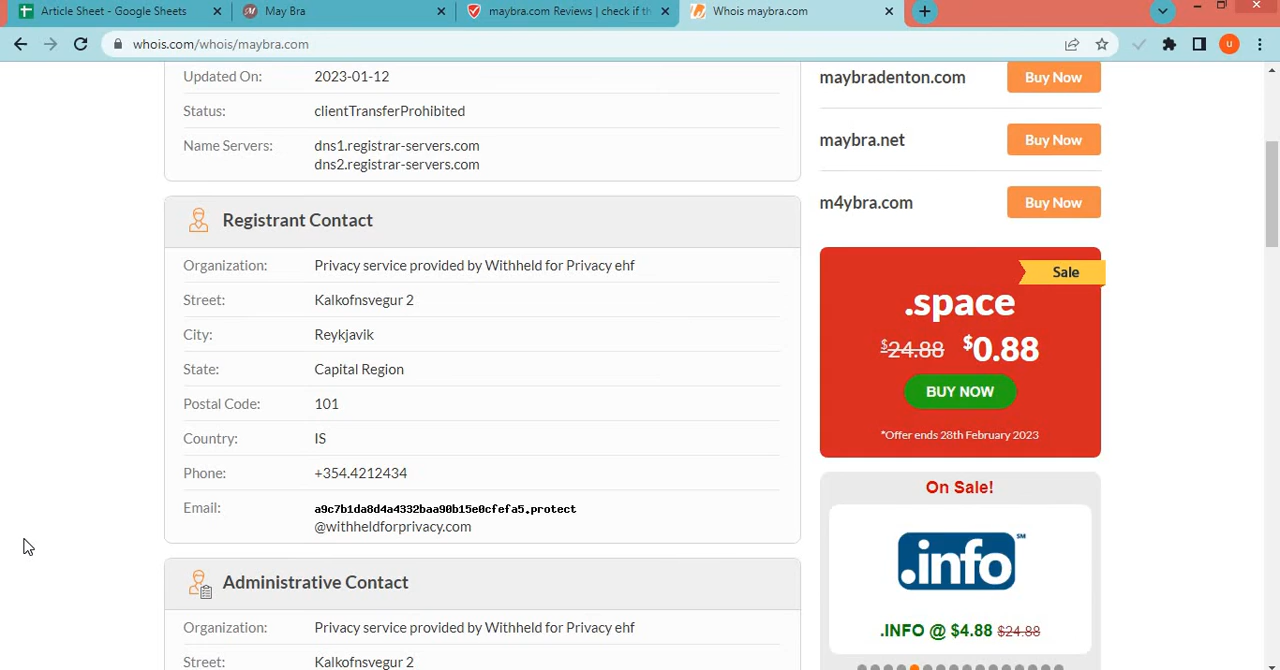 Article Sheet - Google Sheets
May Bra
maybra.com Reviews | check if th
Whois maybra.com
u
whois.com/whois/maybra.com
Updated On: 2023-01-12
Status: clientTransferProhibited
Name Servers: dns1.registrar-servers.com
dns2.registrar-servers.com
Registrant Contact
Organization: Privacy service provided by Withheld for Privacy ehf
Street: Kalkofnsvegur 2
City: Reykjavik
State: Capital Region
Postal Code: 101
Country: IS
Phone: +354.4212434
Email: a9c7b1da8d4a4332baa90b15e0cfefa5.protect
@withheldforprivacy.com
Administrative Contact
Organization: Privacy service provided by Withheld for Privacy ehf
Street: Kalkofnsvegur 2
maybradenton.com Buy Now
maybra.net Buy Now
m4ybra.com Buy Now
Sale
.space
$24.88 $0.88
BUY NOW
*Offer ends 28th February 2023
On Sale!
.info SM
.INFO @ $4.88 $24.88